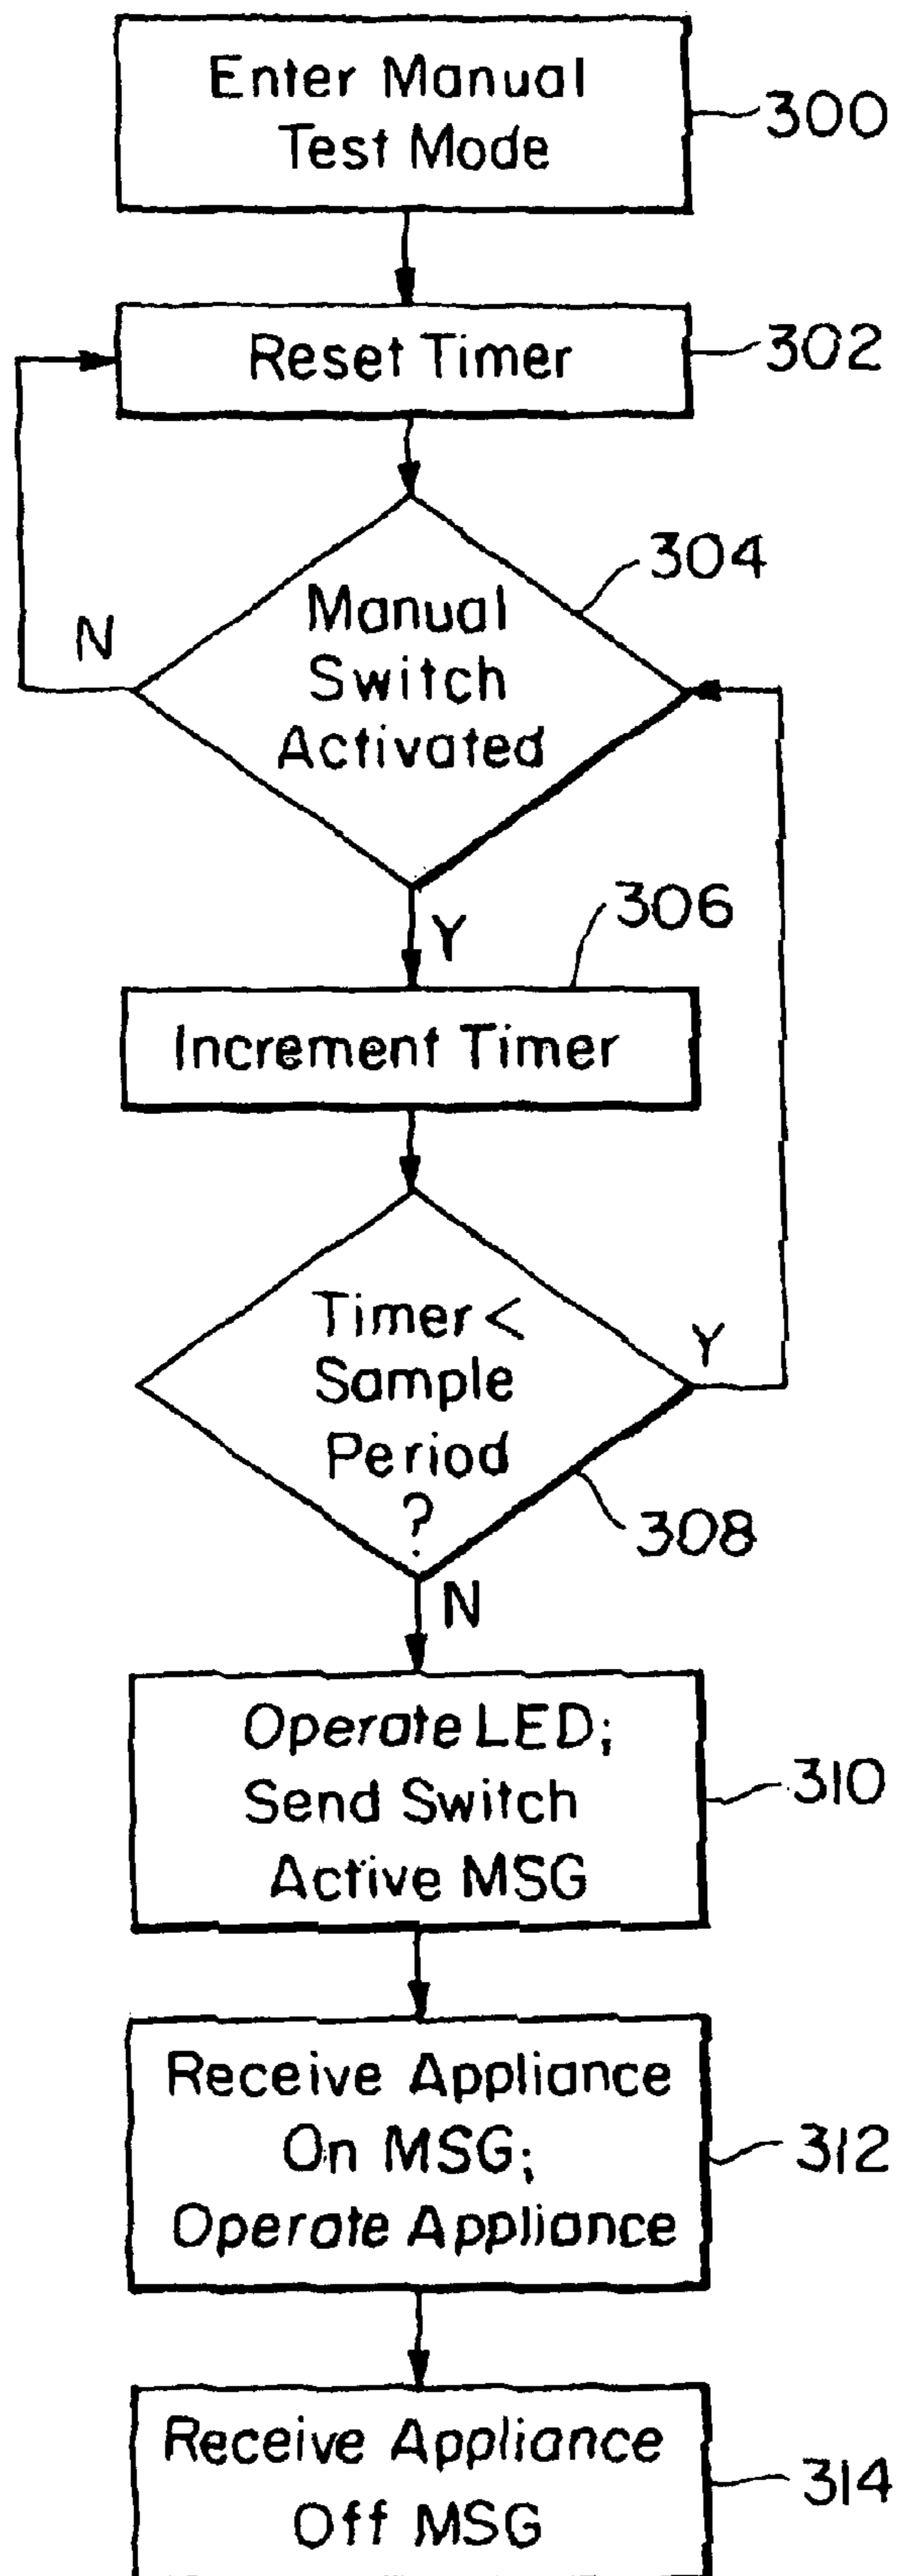 Enter Manual
Test Mode
300
Reset Timer
302
304
Manual
Switch
Activated
N
Y
306
Increment Timer
Timer <
Sample
Period
?
Y
308
N
Operate LED;
Send Switch
Active MSG
310
Receive Appliance
On MSG;
Operate Appliance
312
Receive Appliance
Off MSG
314